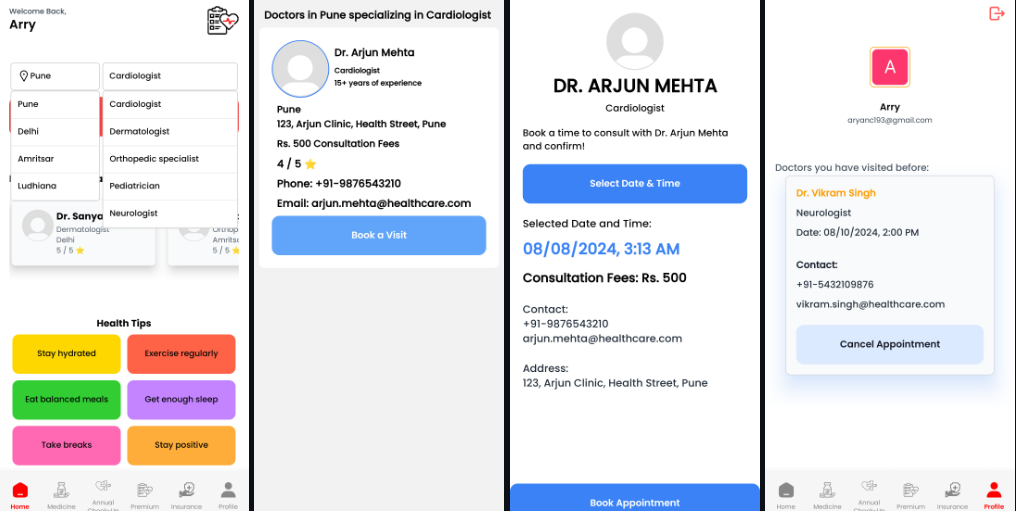 Welcome Back,
Arry
Pune
Cardiologist
Pune
Delhi
Amritsar
Ludhiana
Cardiologist
Dermatologist
Orthopedic specialist
Pediatrician
Neurologist
Dr. Sanya
Dermatologist
Delhi
5 / 5
Amritsa
5 / 5
Health Tips
Stay hydrated
Exercise regularly
Eat balanced meals
Get enough sleep
Take breaks
Stay positive
Home
Medicine
Annual
Premium
Insurance
Profile
Doctors in Pune specializing in Cardiologist
Dr. Arjun Mehta
Cardiologist
15+ years of experience
Pune
123, Arjun Clinic, Health Street, Pune
Rs. 500 Consultation Fees
4 / 5
Phone: +91-9876543210
Email: arjun.mehta@healthcare.com
Book a Visit
DR. ARJUN MEHTA
Cardiologist
Book a time to consult with Dr. Arjun Mehta
and confirm!
Select Date & Time
Selected Date and Time:
08/08/2024, 3:13 AM
Consultation Fees: Rs. 500
Contact:
+91-9876543210
arjun.mehta@healthcare.com
Address:
123, Arjun Clinic, Health Street, Pune
Book Appointment
A
Arry
aryanc193@gmail.com
Doctors you have visited before:
Dr. Vikram Singh
Neurologist
Date: 08/10/2024, 2:00 PM
Contact:
+91-5432109876
vikram.singh@healthcare.com
Cancel Appointment
Home
Medicine
Annual
Premium
Insurance
Profile